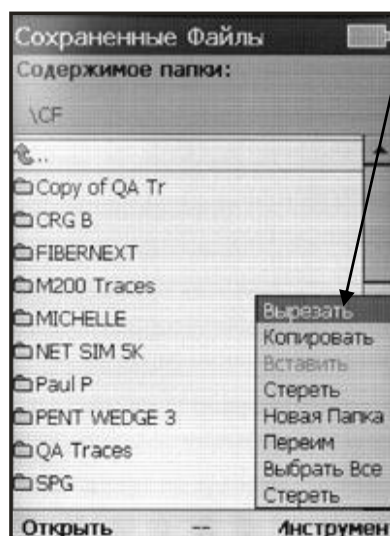 Сохраненные Файлы
Содержимое папки:
\CF
..
Copy of QA Tr
CRG B
FIBERNEXT
M200 Traces
MICHELLE
NET SIM 5K
Paul P
PENT WEDGE 3
QA Traces
SPG
Вырезать
Копировать
Вставить
Стереть
Новая Папка
Переим
Выбрать Все
Стереть
Открыть -- Инструмен